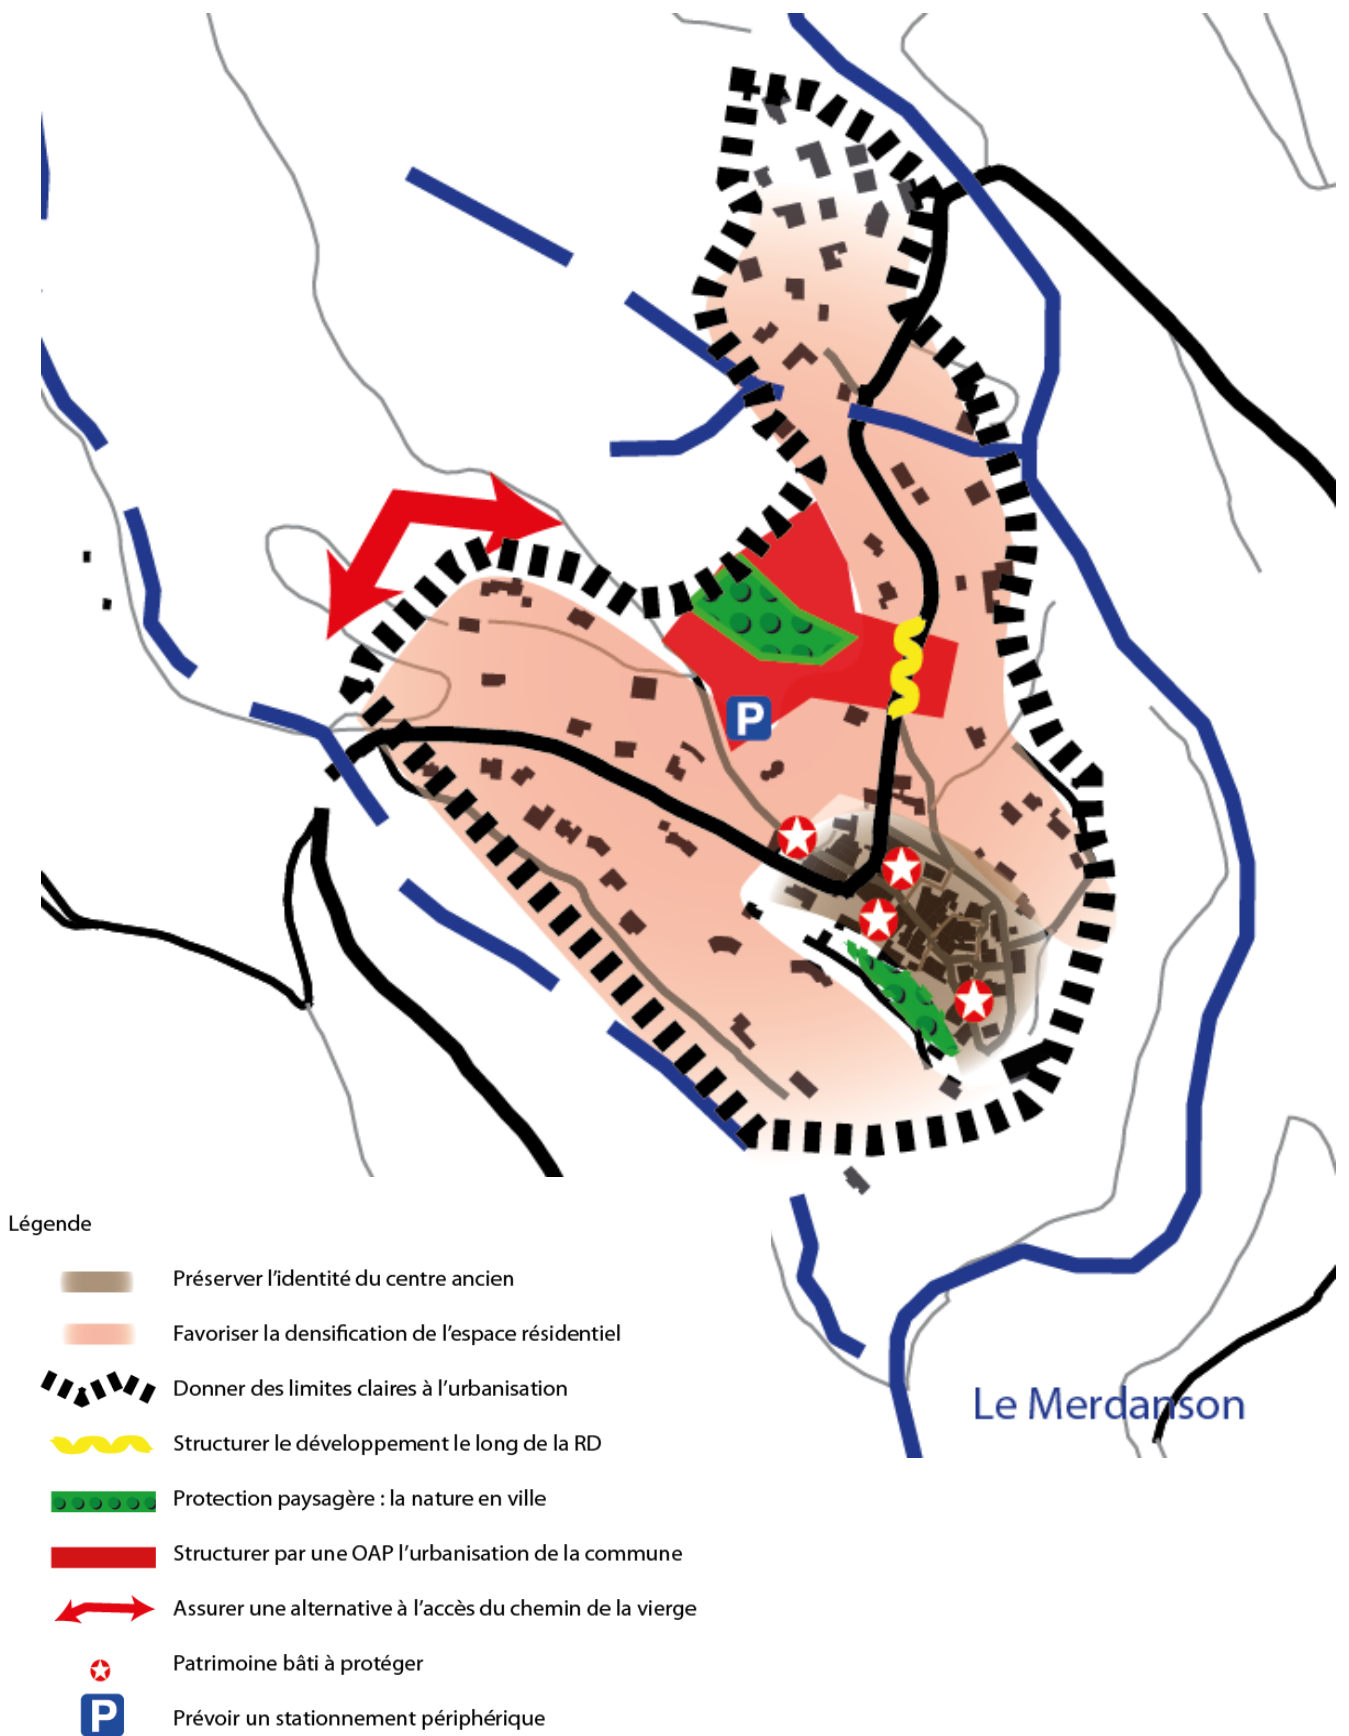 P
Le Merdanson
Légende
Préserver l'identité du centre ancien
Favoriser la densification de l'espace résidentiel
Donner des limites claires à l'urbanisation
Structurer le développement le long de la RD
Protection paysagère : la nature en ville
Structurer par une OAP l'urbanisation de la commune
Assurer une alternative à l'accès du chemin de la vierge
Patrimoine bâti à protéger
P Prévoir un stationnement périphérique